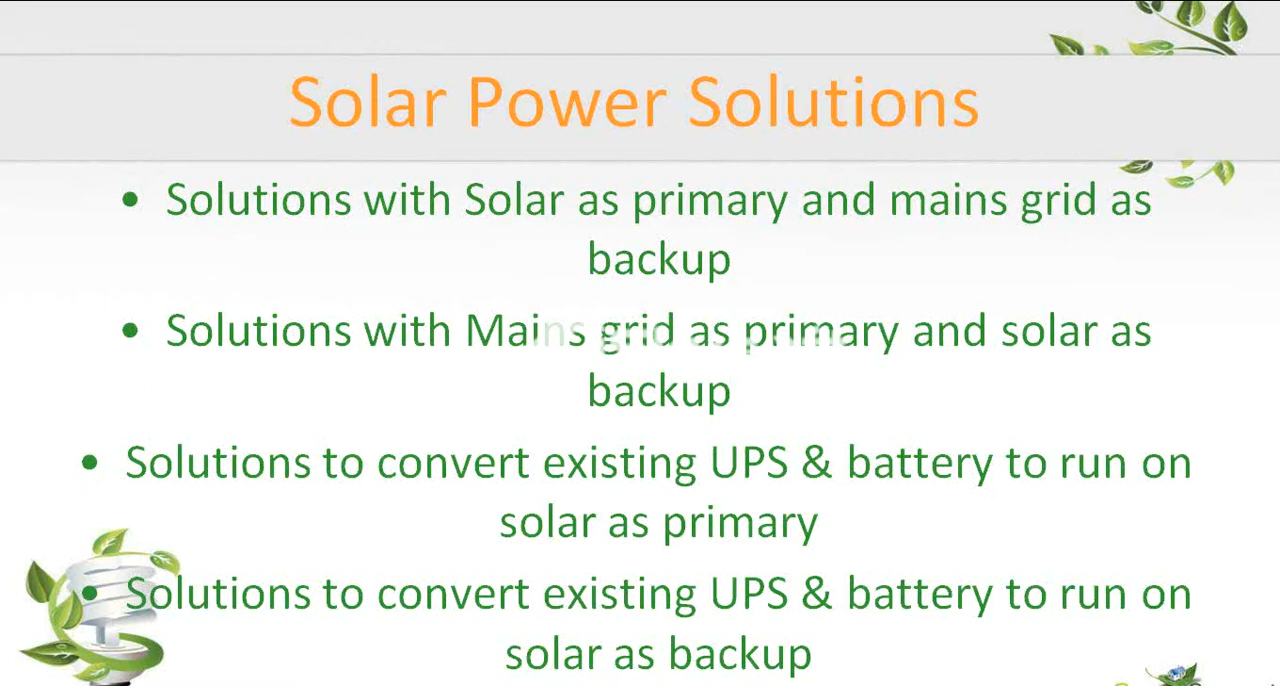 Solar Power Solutions
• Solutions with Solar as primary and mains grid as
backup
• Solutions with Mains grid as primary and solar as
backup
• Solutions to convert existing UPS & battery to run on
solar as primary
• Solutions to convert existing UPS & battery to run on
solar as backup